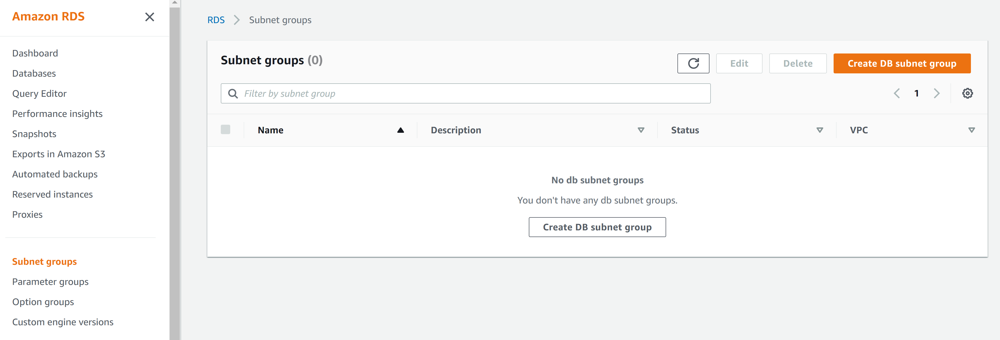 Amazon RDS
Dashboard
Databases
Query Editor
Performance insights
Snapshots
Exports in Amazon S3
Automated backups
Reserved instances
Proxies
Subnet groups
Parameter groups
Option groups
Custom engine versions
RDS Subnet groups
Subnet groups (0)
Edit Delete Create DB subnet group
Filter by subnet group
1
Name Description Status VPC
No db subnet groups
You don't have any db subnet groups.
Create DB subnet group